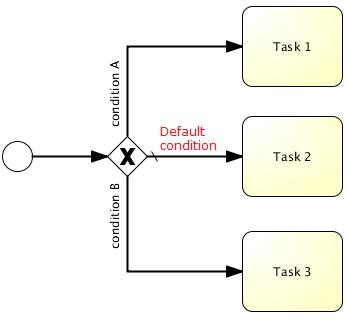 Task 1
condition A
X
Default
condition
Task 2
condition B
Task 3